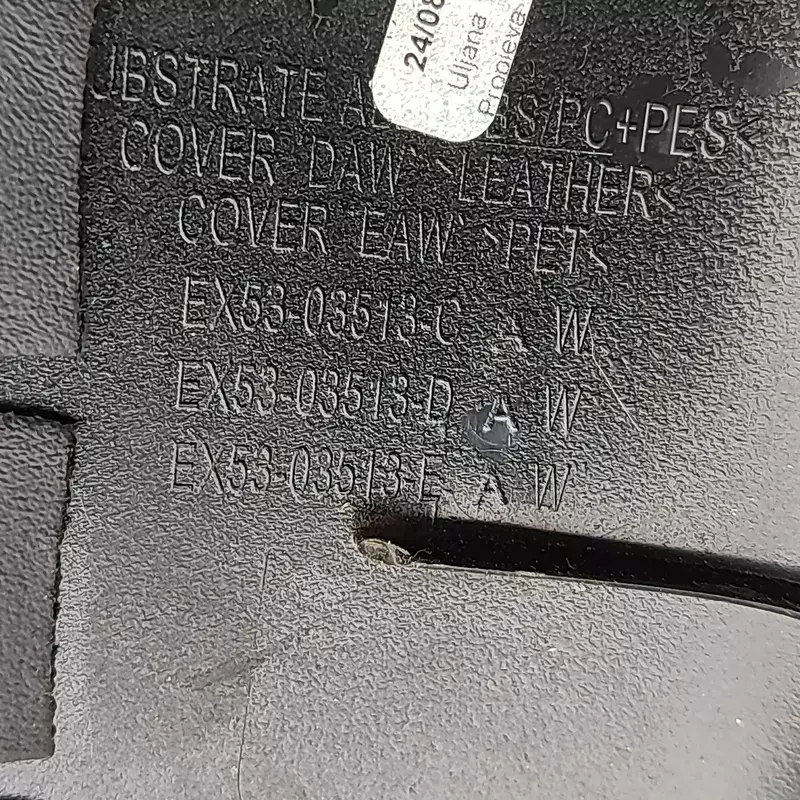 24/08
Uljana
UBSTRATE A ES/PC+PES<
COVER "DAW" >LEATHER<
COVER "EAW" >PET<
EX53-03513-C A W
EX53-03513-D A W
EX53-03513-E A W